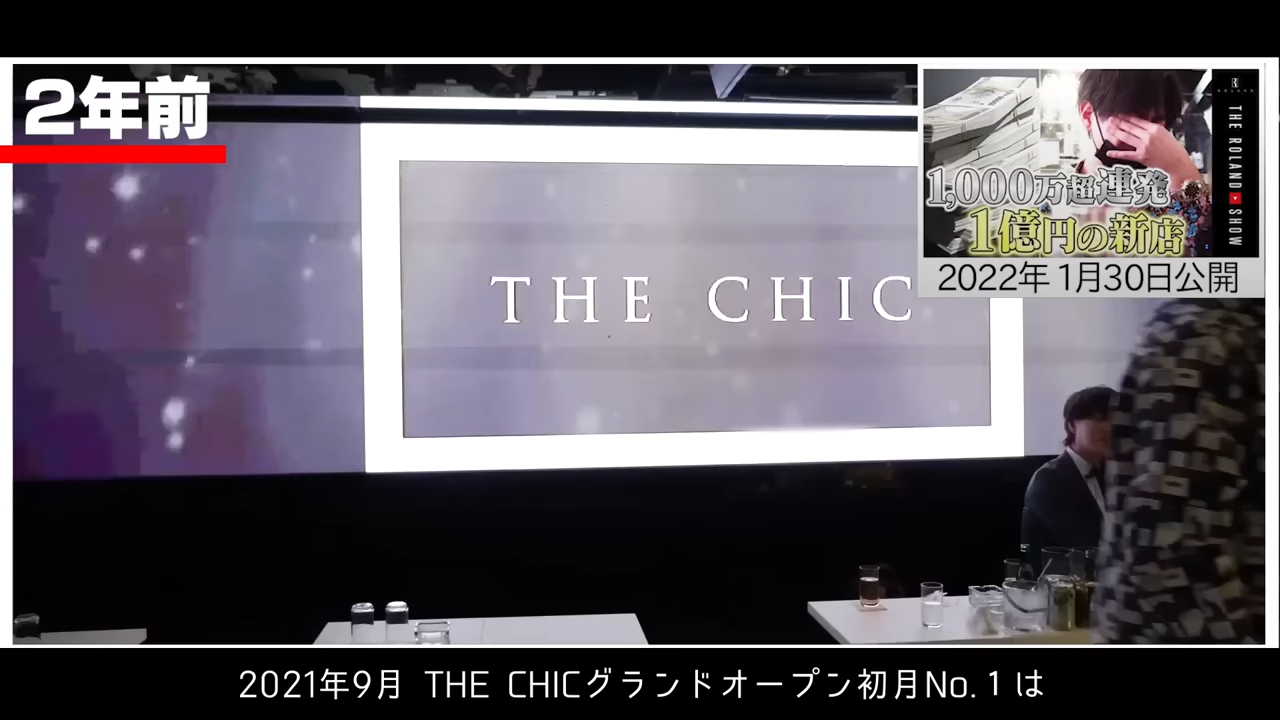 2年前
THE CHIC
1,000万超連発
1億円の新店
THE ROLAND SHOW
2022年1月30日公開
2021年9月 THE CHICグランドオープン初月No.1は